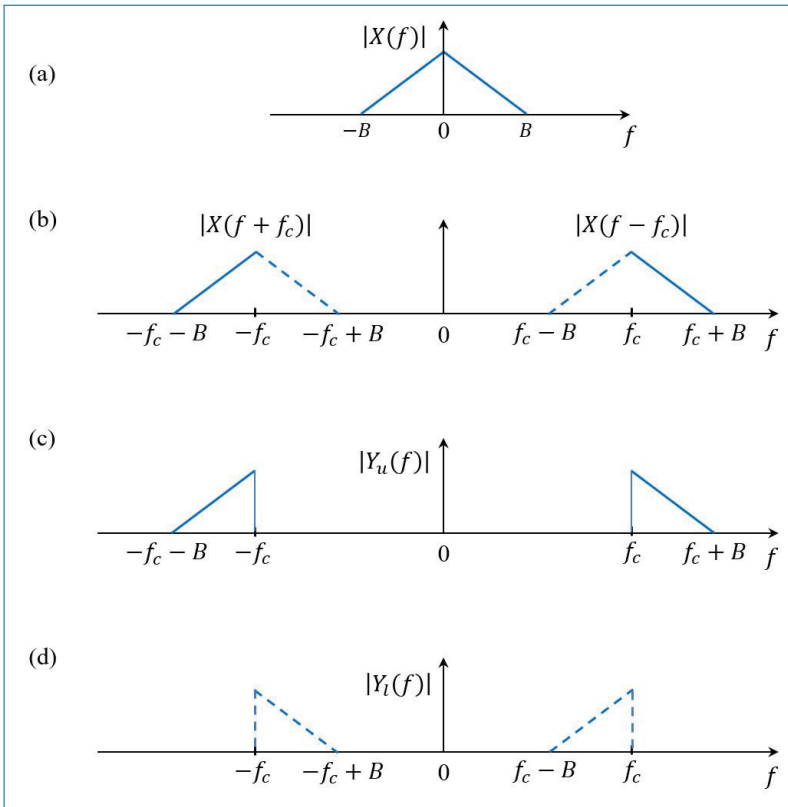 (a)
|X(f)|
−B 0 B f
(b)
|X(f + f_c)| |X(f − f_c)|
−f_c − B −f_c −f_c + B 0 f_c − B f_c f_c + B f
(c)
|Y_u(f)|
−f_c − B −f_c 0 f_c f_c + B f
(d)
|Y_l(f)|
−f_c −f_c + B 0 f_c − B f_c f